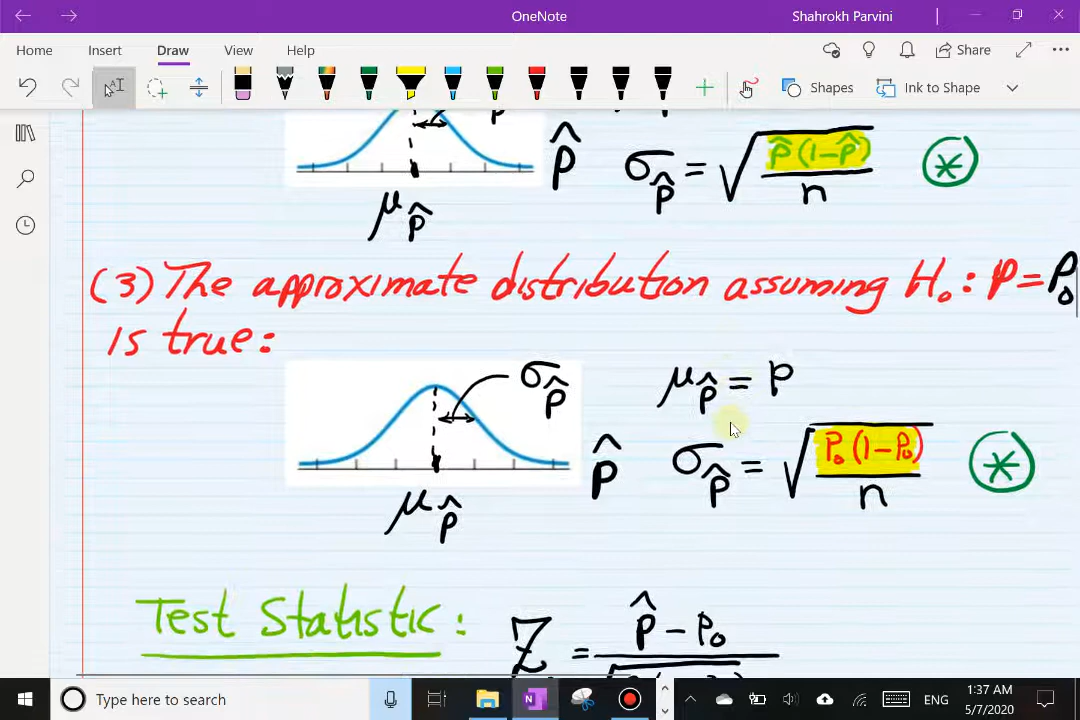 OneNote
Shahrokh Parvini
Home Insert Draw View Help
Share
Shapes
Ink to Shape
p̂
σp̂ = √(p̂(1-p̂)/n) *
μp̂
(3) The approximate distribution assuming H₀: P = P₀
is true:
σp̂
μp̂ = p
p̂
σp̂ = √(P₀(1-P₀)/n) *
μp̂
Test Statistic:
Z = p̂ - P₀
Type here to search
ENG
1:37 AM
5/7/2020